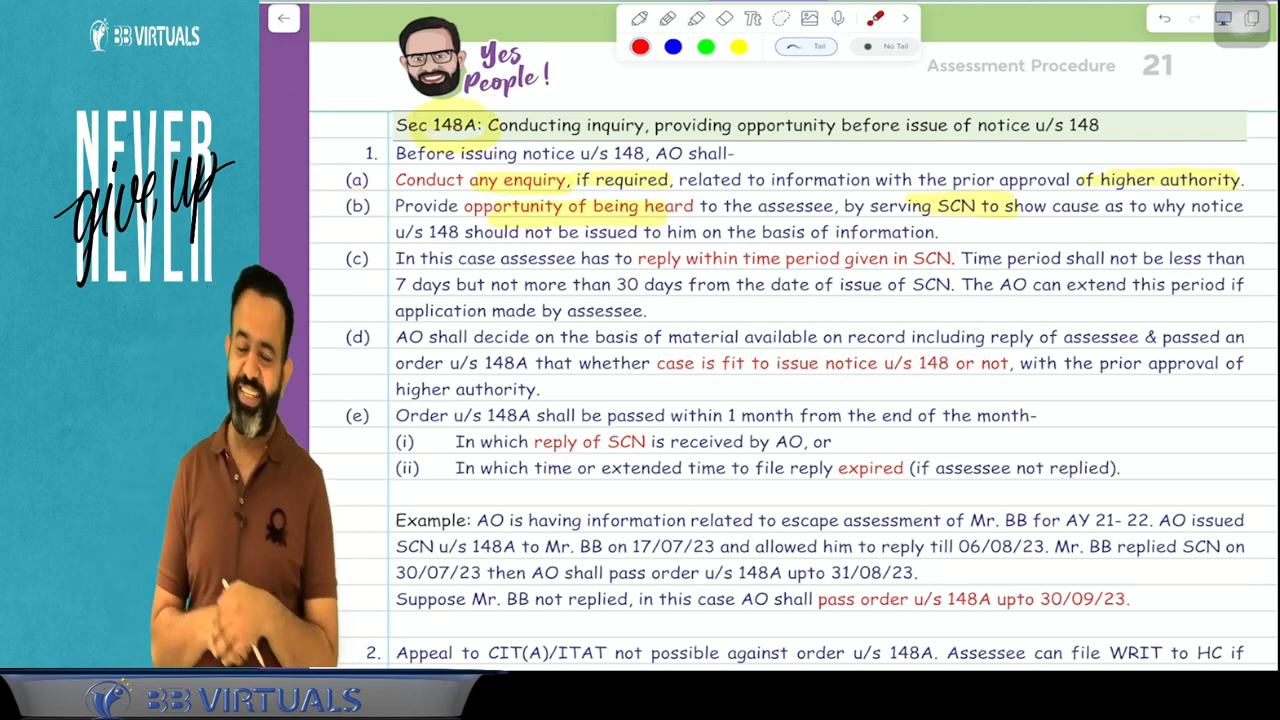 BB VIRTUALS
NEVER
give up
NEVER
Yes
People!
Tt
Tail
No Tail
Assessment Procedure 21
Sec 148A: Conducting inquiry, providing opportunity before issue of notice u/s 148
1. Before issuing notice u/s 148, AO shall-
(a) Conduct any enquiry, if required, related to information with the prior approval of higher authority.
(b) Provide opportunity of being heard to the assessee, by serving SCN to show cause as to why notice
u/s 148 should not be issued to him on the basis of information.
(c) In this case assessee has to reply within time period given in SCN. Time period shall not be less than
7 days but not more than 30 days from the date of issue of SCN. The AO can extend this period if
application made by assessee.
(d) AO shall decide on the basis of material available on record including reply of assessee & passed an
order u/s 148A that whether case is fit to issue notice u/s 148 or not, with the prior approval of
higher authority.
(e) Order u/s 148A shall be passed within 1 month from the end of the month-
(i) In which reply of SCN is received by AO, or
(ii) In which time or extended time to file reply expired (if assessee not replied).
Example: AO is having information related to escape assessment of Mr. BB for AY 21- 22. AO issued
SCN u/s 148A to Mr. BB on 17/07/23 and allowed him to reply till 06/08/23. Mr. BB replied SCN on
30/07/23 then AO shall pass order u/s 148A upto 31/08/23.
Suppose Mr. BB not replied, in this case AO shall pass order u/s 148A upto 30/09/23.
2. Appeal to CIT(A)/ITAT not possible against order u/s 148A. Assessee can file WRIT to HC if
BB VIRTUALS